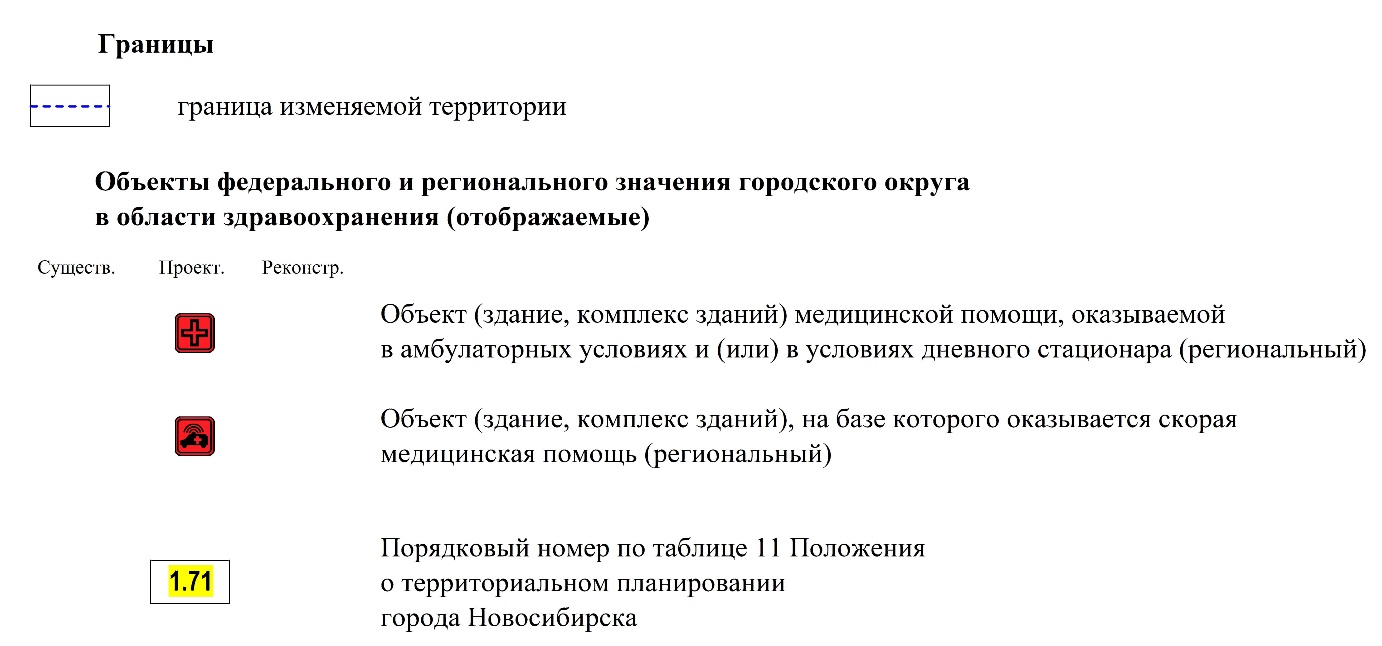 Границы
граница изменяемой территории
Объекты федерального и регионального значения городского округа
в области здравоохранения (отображаемые)
Существ. Проект. Реконстр.
Объект (здание, комплекс зданий) медицинской помощи, оказываемой
в амбулаторных условиях и (или) в условиях дневного стационара (региональный)
Объект (здание, комплекс зданий), на базе которого оказывается скорая
медицинская помощь (региональный)
Порядковый номер по таблице 11 Положения
1.71 о территориальном планировании
города Новосибирска